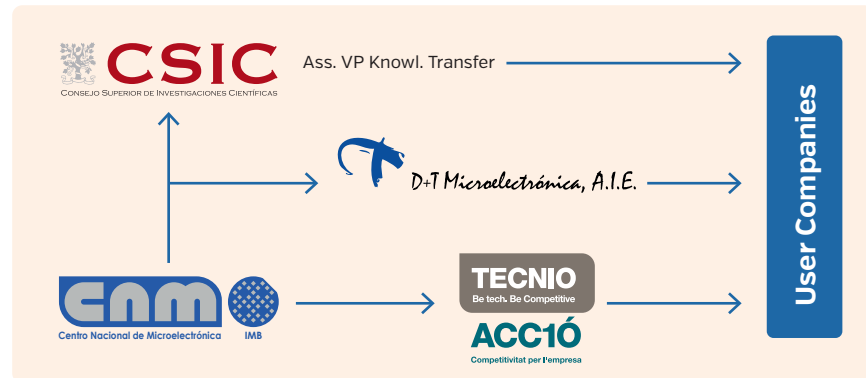 CSIC
CONSEJO SUPERIOR DE INVESTIGACIONES CIENTÍFICAS
Ass. VP Knowl. Transfer
D+T Microelectrónica, A.I.E.
cnm
Centro Nacional de Microelectrónica
IMB
TECNIO
Be tech. Be Competitive
ACC1Ó
Competitivitat per l'empresa
User Companies